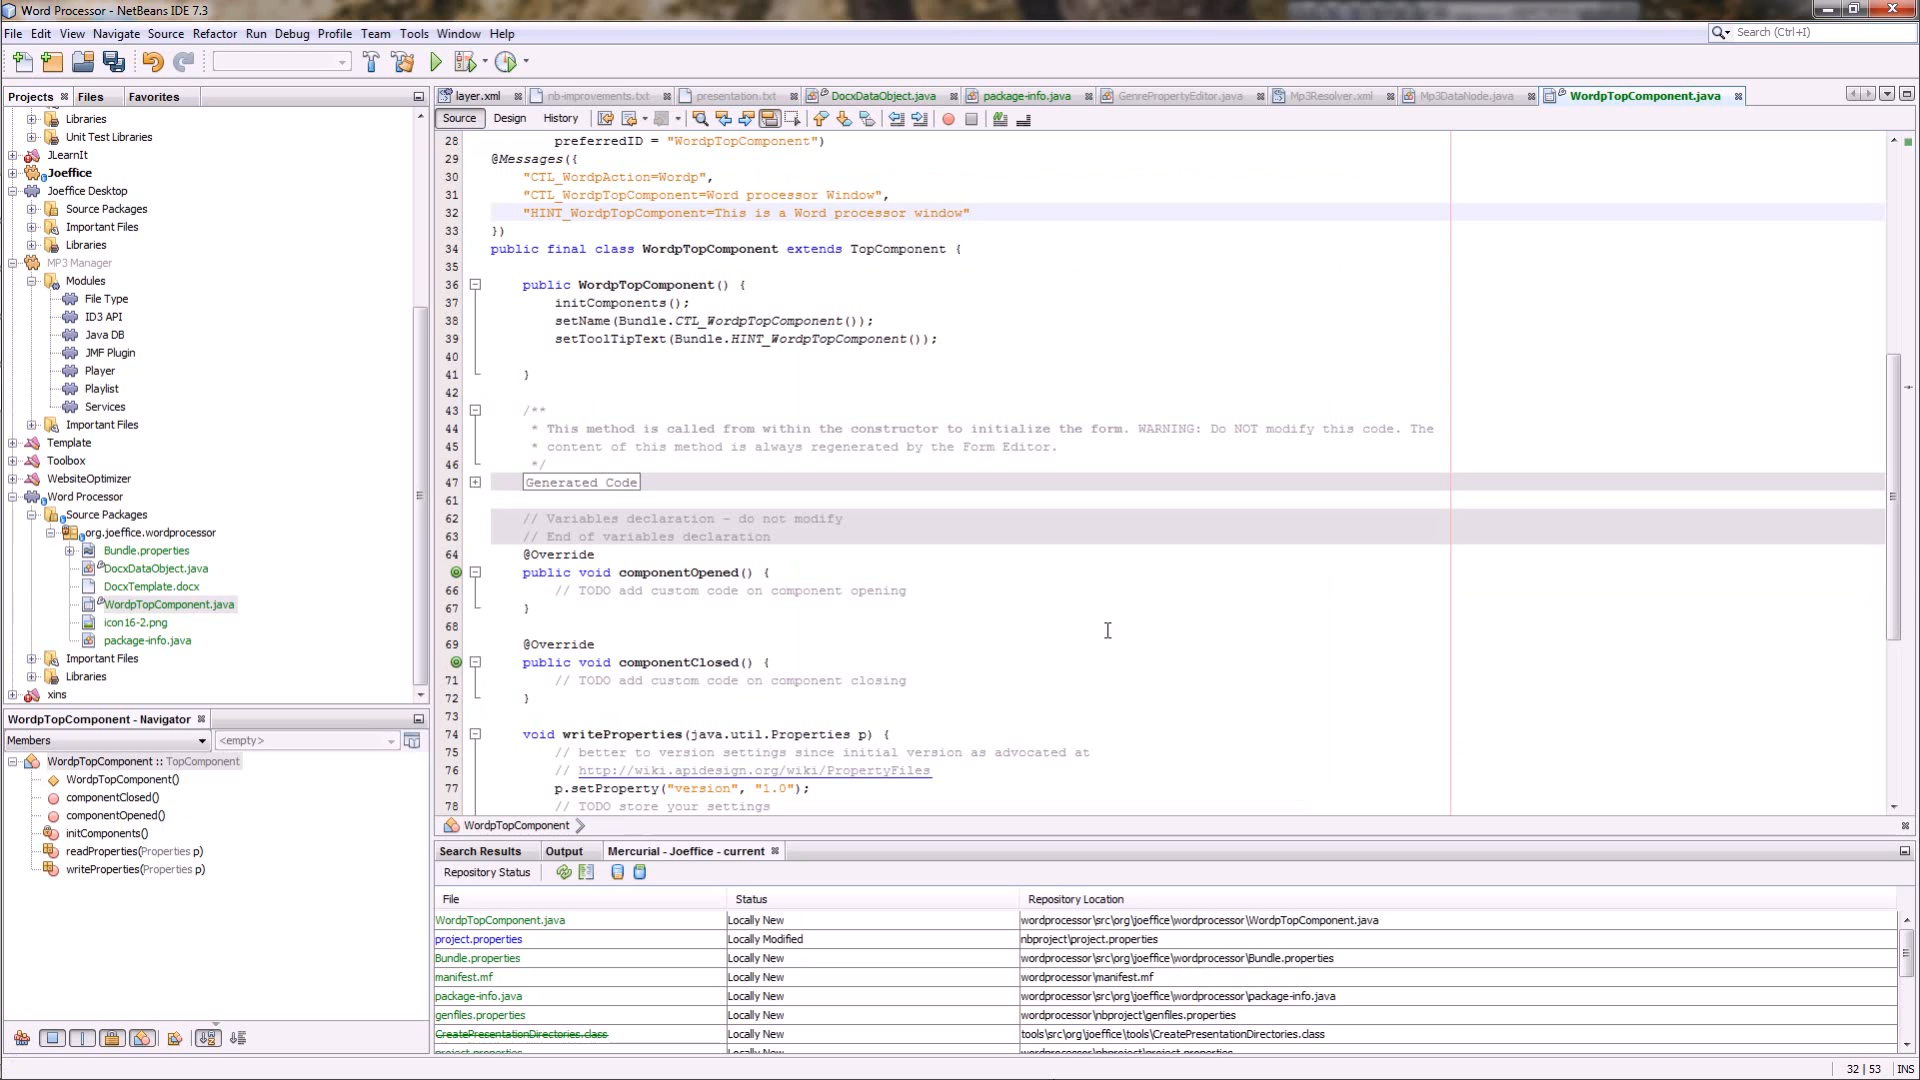 Word Processor - NetBeans IDE 7.3
File Edit View Navigate Source Refactor Run Debug Profile Team Tools Window Help
Search (Ctrl+I)
Projects Files Favorites
Libraries
Unit Test Libraries
JLearnIt
Joeffice
Joeffice Desktop
Source Packages
Important Files
Libraries
MP3 Manager
Modules
File Type
ID3 API
Java DB
JMF Plugin
Player
Playlist
Services
Important Files
Template
Toolbox
WebsiteOptimizer
Word Processor
Source Packages
org.joeffice.wordprocessor
Bundle.properties
DocxDataObject.java
DocxTemplate.docx
WordpTopComponent.java
icon16-2.png
package-info.java
Important Files
Libraries
xins
WordpTopComponent - Navigator
Members <empty>
WordpTopComponent :: TopComponent
WordpTopComponent()
componentClosed()
componentOpened()
initComponents()
readProperties(Properties p)
writeProperties(Properties p)
layer.xml nb-improvements.txt presentation.txt DocxDataObject.java package-info.java GenrePropertyEditor.java Mp3Resolver.xml Mp3DataNode.java WordpTopComponent.java
Source Design History
28 preferredID = "WordpTopComponent")
29 @Messages({
30 "CTL_WordpAction=Wordp",
31 "CTL_WordpTopComponent=Word processor Window",
32 "HINT_WordpTopComponent=This is a Word processor window"
33 })
34 public final class WordpTopComponent extends TopComponent {
35
36 public WordpTopComponent() {
37 initComponents();
38 setName(Bundle.CTL_WordpTopComponent());
39 setToolTipText(Bundle.HINT_WordpTopComponent());
40
41 }
42
43 /**
44 * This method is called from within the constructor to initialize the form. WARNING: Do NOT modify this code. The
45 * content of this method is always regenerated by the Form Editor.
46 */
47 Generated Code
61
62 // Variables declaration - do not modify
63 // End of variables declaration
64 @Override
public void componentOpened() {
66 // TODO add custom code on component opening
67 }
68
69 @Override
public void componentClosed() {
71 // TODO add custom code on component closing
72 }
73
74 void writeProperties(java.util.Properties p) {
75 // better to version settings since initial version as advocated at
76 // http://wiki.apidesign.org/wiki/PropertyFiles
77 p.setProperty("version", "1.0");
78 // TODO store your settings
WordpTopComponent
Search Results Output Mercurial - Joeffice - current
Repository Status
File Status Repository Location
WordpTopComponent.java Locally New wordprocessor\src\org\joeffice\wordprocessor\WordpTopComponent.java
project.properties Locally Modified nbproject\project.properties
Bundle.properties Locally New wordprocessor\src\org\joeffice\wordprocessor\Bundle.properties
manifest.mf Locally New wordprocessor\manifest.mf
package-info.java Locally New wordprocessor\src\org\joeffice\wordprocessor\package-info.java
genfiles.properties Locally New wordprocessor\nbproject\genfiles.properties
CreatePresentationDirectories.class Locally New tools\src\org\joeffice\tools\CreatePresentationDirectories.class
project.properties Locally New wordprocessor\nbproject\project.properties
32 | 53 INS